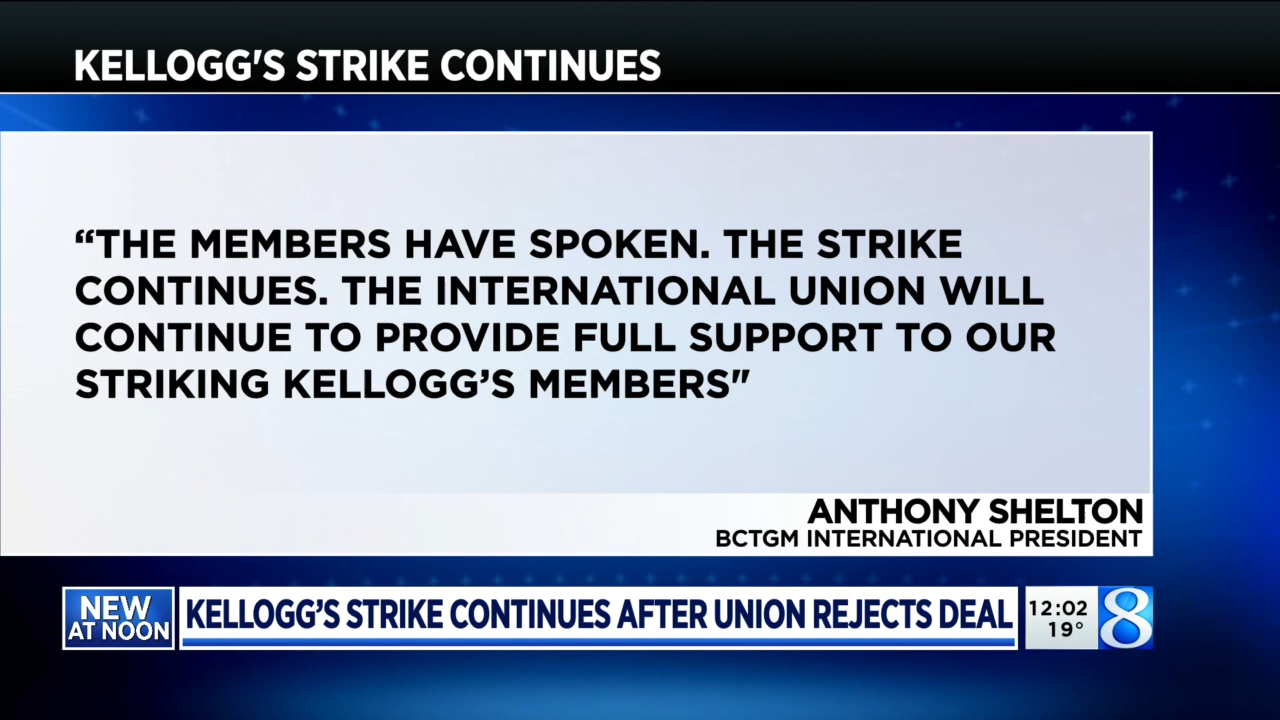 KELLOGG'S STRIKE CONTINUES
“THE MEMBERS HAVE SPOKEN. THE STRIKE
CONTINUES. THE INTERNATIONAL UNION WILL
CONTINUE TO PROVIDE FULL SUPPORT TO OUR
STRIKING KELLOGG’S MEMBERS"
ANTHONY SHELTON
BCTGM INTERNATIONAL PRESIDENT
NEW
AT NOON
KELLOGG’S STRIKE CONTINUES AFTER UNION REJECTS DEAL
12:02
19°
8